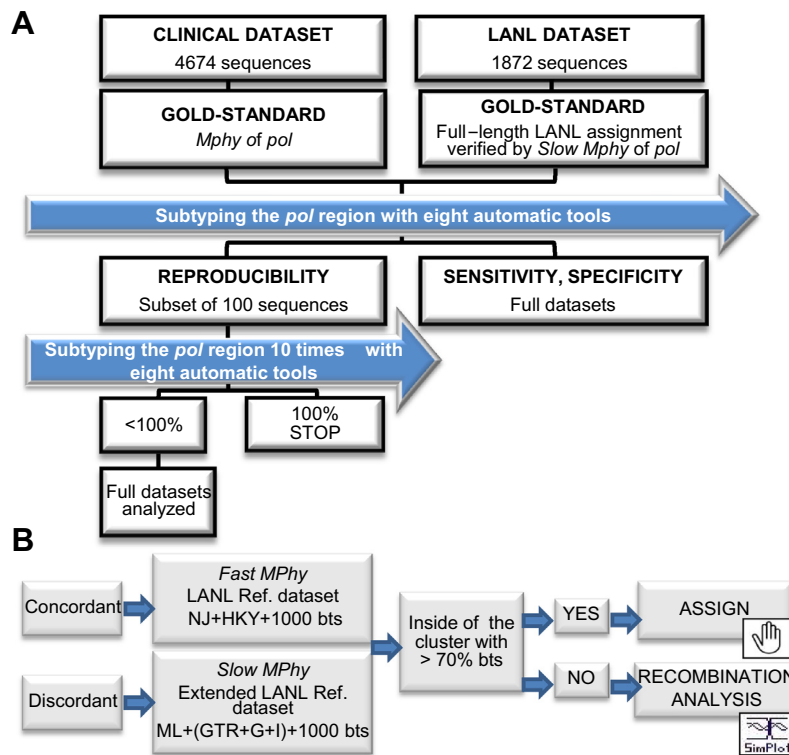 A
CLINICAL DATASET
4674 sequences
LANL DATASET
1872 sequences
GOLD-STANDARD
Mphy of pol
GOLD-STANDARD
Full–length LANL assignment
verified by Slow Mphy of pol
Subtyping the pol region with eight automatic tools
REPRODUCIBILITY
Subset of 100 sequences
SENSITIVITY, SPECIFICITY
Full datasets
Subtyping the pol region 10 times with
eight automatic tools
<100%
100%
STOP
Full datasets
analyzed
B
Concordant
Fast MPhy
LANL Ref. dataset
NJ+HKY+1000 bts
Discordant
Slow MPhy
Extended LANL Ref.
dataset
ML+(GTR+G+I)+1000 bts
Inside of the
cluster with
> 70% bts
YES
ASSIGN
NO
RECOMBINATION
ANALYSIS
SimPlot